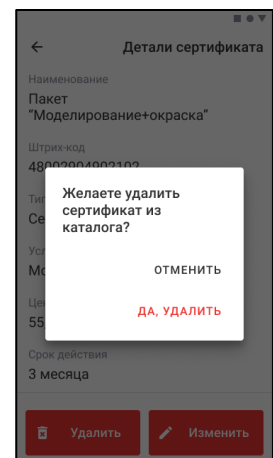 Детали сертификата
Наименование
Пакет
“Моделирование+окраска”
Штрих-код
48002904902102
Желаете удалить
сертификат из
каталога?
ОТМЕНИТЬ
ДА, УДАЛИТЬ
Срок действия
3 месяца
Удалить
Изменить